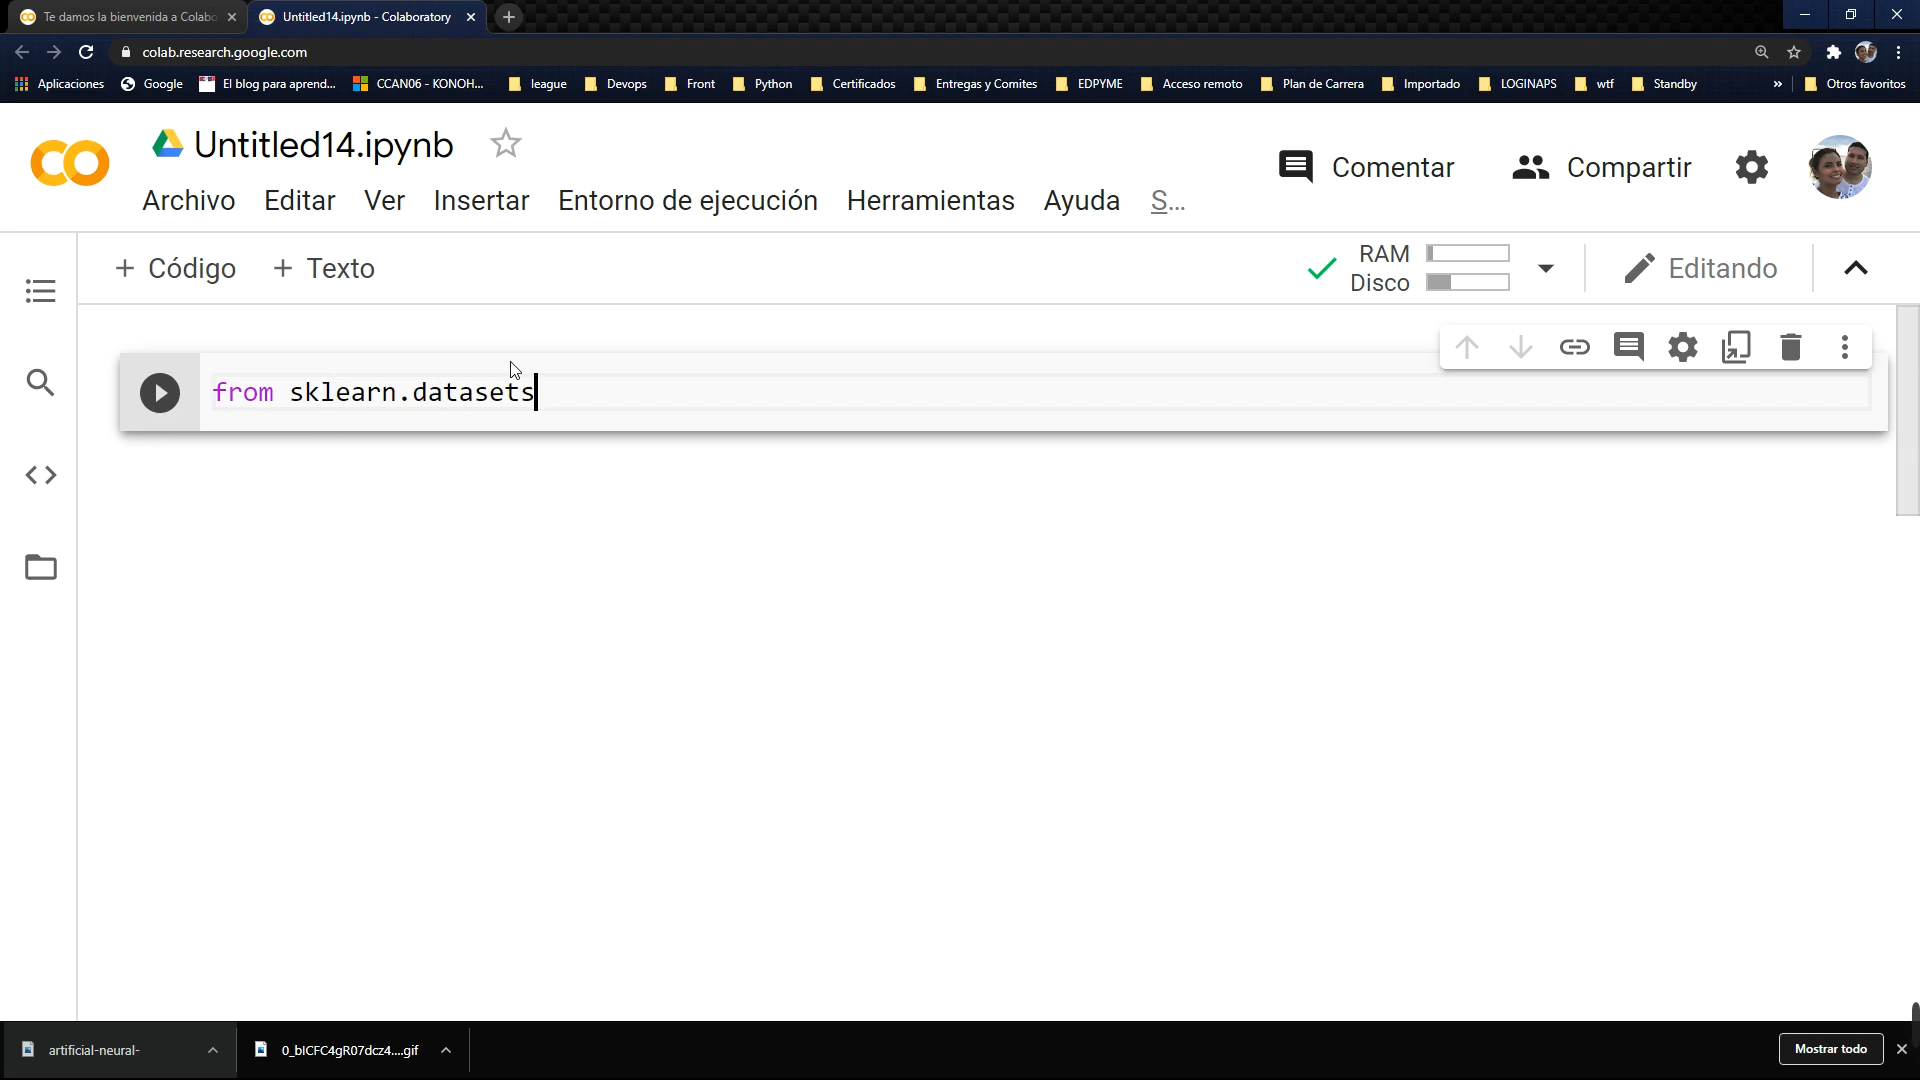 Te damos la bienvenida a Colabo
Untitled14.ipynb - Colaboratory
colab.research.google.com
Aplicaciones Google El blog para aprend... CCAN06 - KONOH... league Devops Front Python Certificados Entregas y Comites EDPYME Acceso remoto Plan de Carrera Importado LOGINAPS wtf Standby » Otros favoritos
CO Untitled14.ipynb
Comentar Compartir
Archivo Editar Ver Insertar Entorno de ejecución Herramientas Ayuda S...
+ Código + Texto
RAM
Disco
Editando
from sklearn.datasets
artificial-neural-
0_bICFC4gR07dcz4....gif
Mostrar todo